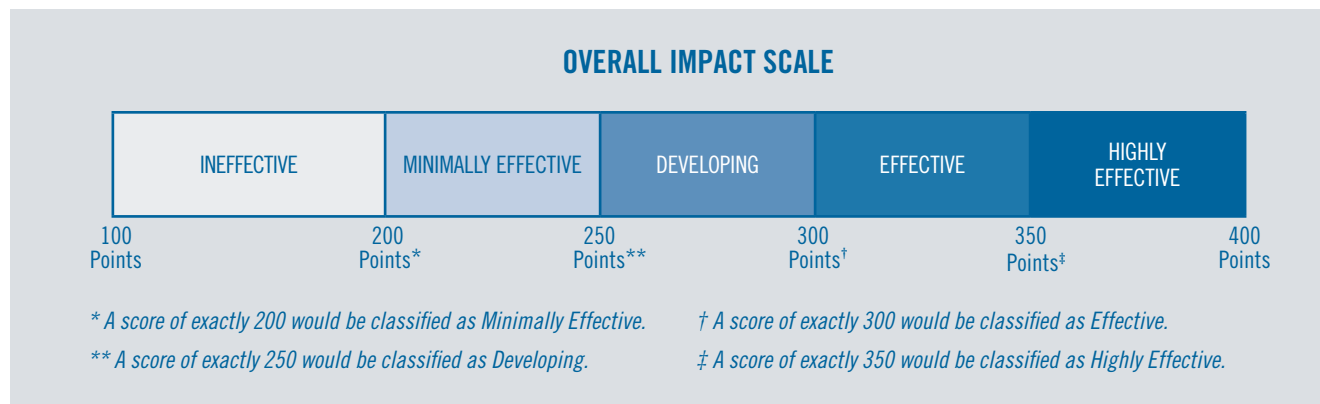 OVERALL IMPACT SCALE
INEFFECTIVE
MINIMALLY EFFECTIVE
DEVELOPING
EFFECTIVE
HIGHLY
EFFECTIVE
100
Points
200
Points*
250
Points**
300
Points†
350
Points‡
400
Points
* A score of exactly 200 would be classified as Minimally Effective.
** A score of exactly 250 would be classified as Developing.
† A score of exactly 300 would be classified as Effective.
‡ A score of exactly 350 would be classified as Highly Effective.